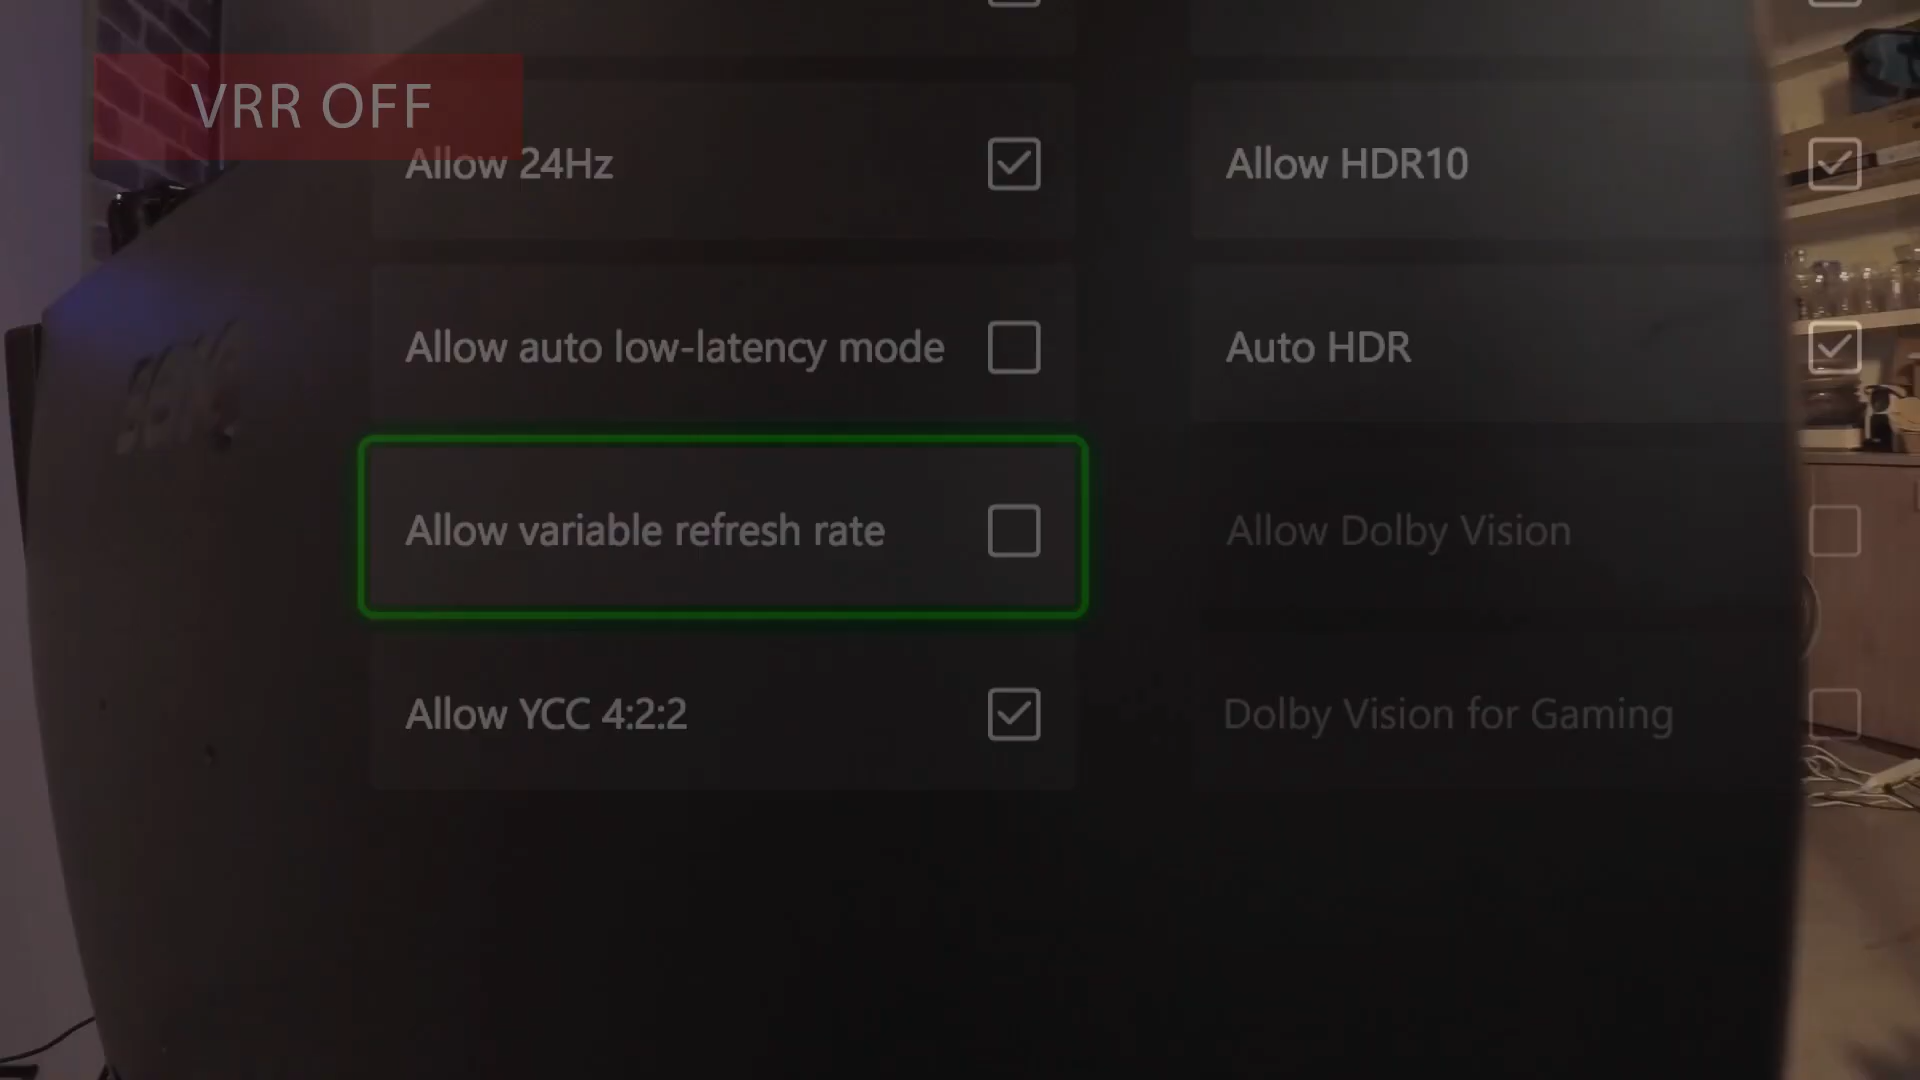 VRR OFF
Allow 24Hz
Allow HDR10
Allow auto low-latency mode
Auto HDR
Allow variable refresh rate
Allow Dolby Vision
Allow YCC 4:2:2
Dolby Vision for Gaming